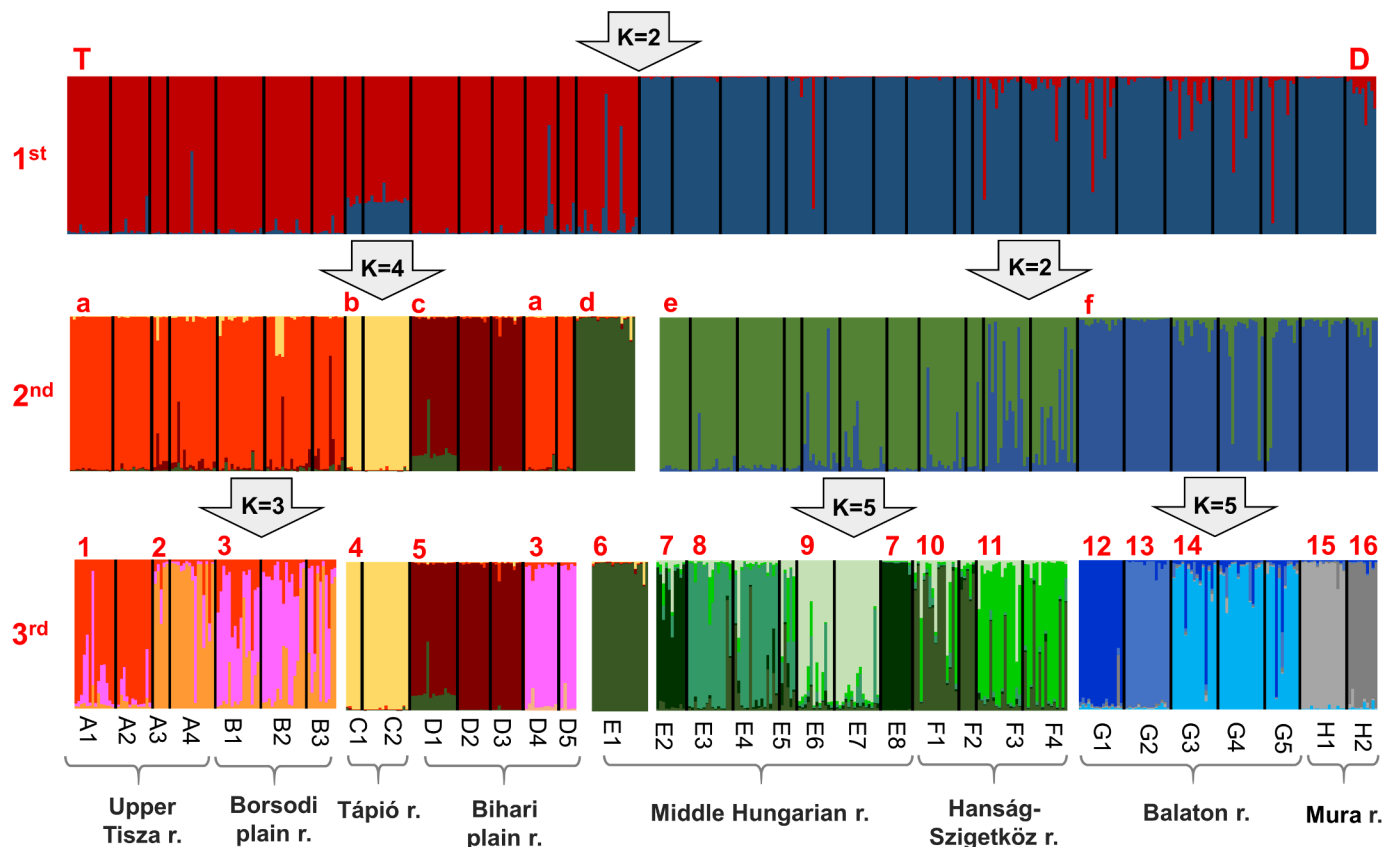 K=2
T D
1st
K=4 K=2
a b c a d e f
2nd
K=3 K=5 K=5
1 2 3 4 5 3 6 7 8 9 7 10 11 12 13 14 15 16
3rd
A1 A2 A3 A4 B1 B2 B3 C1 C2 D1 D2 D3 D4 D5 E1 E2 E3 E4 E5 E6 E7 E8 F1 F2 F3 F4 G1 G2 G3 G4 G5 H1 H2
Upper Borsodi Tápió r. Bihari Middle Hungarian r. Hanság- Balaton r. Mura r.
Tisza r. plain r. plain r. Szigetköz r.